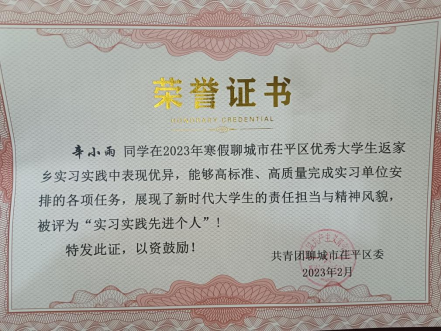 荣誉证书
HONORARY CREDENTIAL
辛小雨 同学在2023年寒假聊城市茌平区优秀大学生返家
乡实习实践中表现优异，能够高标准、高质量完成实习单位安
排的各项任务，展现了新时代大学生的责任担当与精神风貌，
被评为“实习实践先进个人”！
特发此证，以资鼓励！
共青团聊城市茌平区委
2023年2月